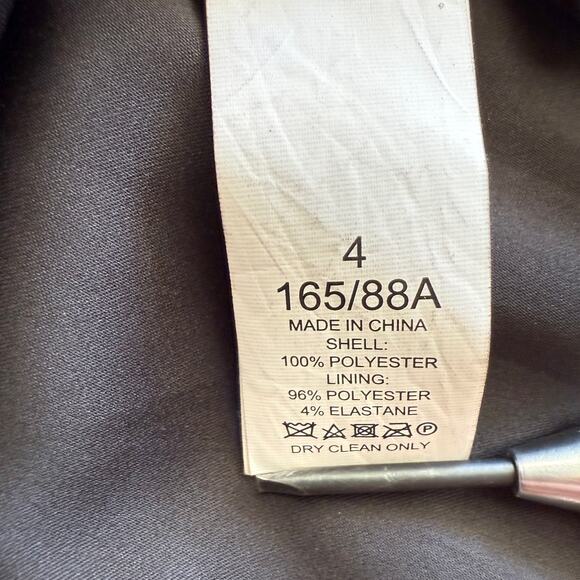 4
165/88A
MADE IN CHINA
SHELL:
100% POLYESTER
LINING:
96% POLYESTER
4% ELASTANE
DRY CLEAN ONLY